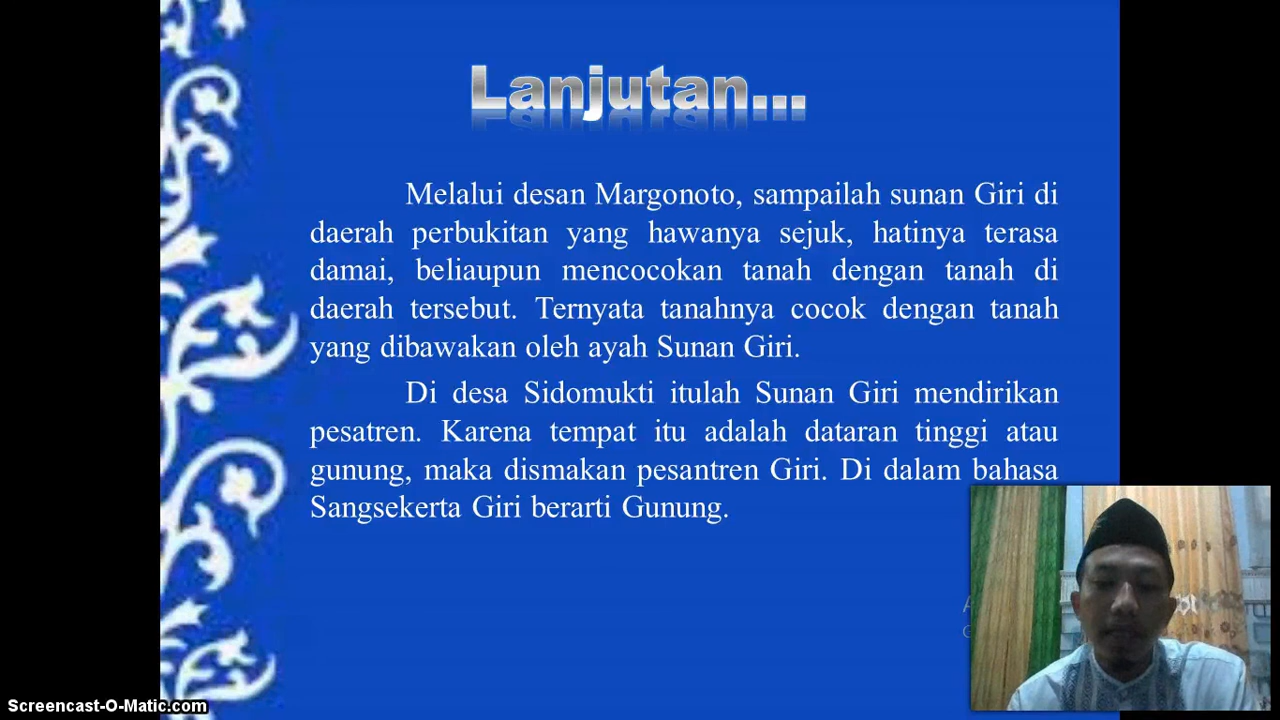 Lanjutan...
Melalui desan Margonoto, sampailah sunan Giri di
daerah perbukitan yang hawanya sejuk, hatinya terasa
damai, beliaupun mencocokan tanah dengan tanah di
daerah tersebut. Ternyata tanahnya cocok dengan tanah
yang dibawakan oleh ayah Sunan Giri.
Di desa Sidomukti itulah Sunan Giri mendirikan
pesatren. Karena tempat itu adalah dataran tinggi atau
gunung, maka dismakan pesantren Giri. Di dalam bahasa
Sangsekerta Giri berarti Gunung.
Screencast-O-Matic.com